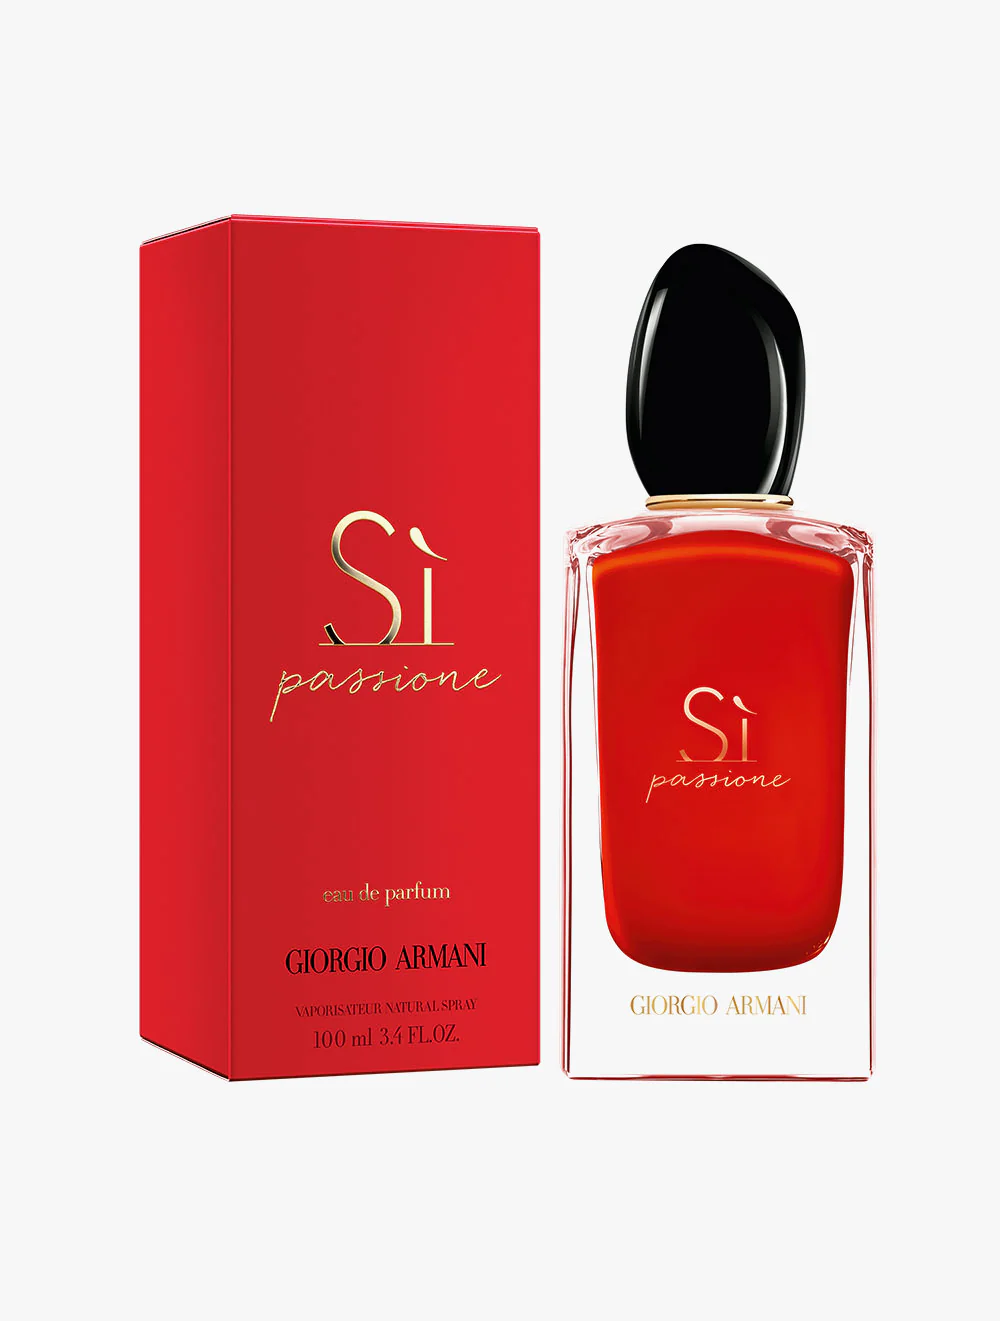 Sì
passione
eau de parfum
GIORGIO ARMANI
VAPORISATEUR NATURAL SPRAY
100 ml 3.4 FL.OZ.
Sì
passione
GIORGIO ARMANI